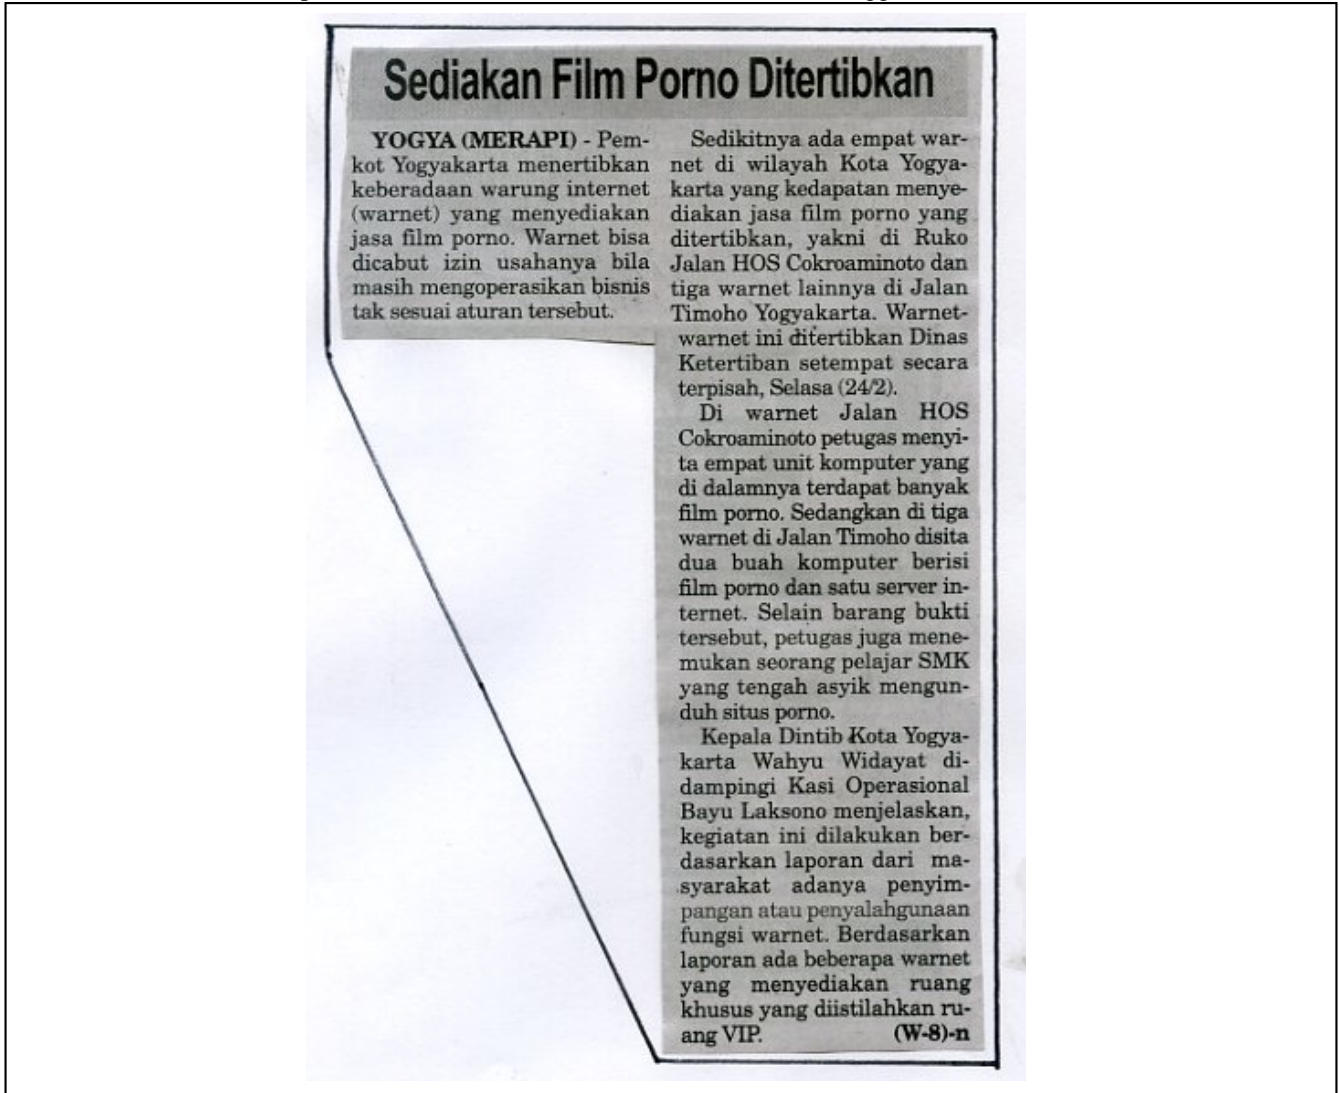 Sediakan Film Porno Ditertibkan
YOGYA (MERAPI) - Pem-
kot Yogyakarta menertibkan
keberadaan warung internet
(warnet) yang menyediakan
jasa film porno. Warnet bisa
dicabut izin usahanya bila
masih mengoperasikan bisnis
tak sesuai aturan tersebut.
Sedikitnya ada empat war-
net di wilayah Kota Yogya-
karta yang kedapatan menye-
diakan jasa film porno yang
ditertibkan, yakni di Ruko
Jalan HOS Cokroaminoto dan
tiga warnet lainnya di Jalan
Timoho Yogyakarta. Warnet-
warnet ini ditertibkan Dinas
Ketertiban setempat secara
terpisah, Selasa (24/2).
Di warnet Jalan HOS
Cokroaminoto petugas menyi-
ta empat unit komputer yang
di dalamnya terdapat banyak
film porno. Sedangkan di tiga
warnet di Jalan Timoho disita
dua buah komputer berisi
film porno dan satu server in-
ternet. Selain barang bukti
tersebut, petugas juga mene-
mukan seorang pelajar SMK
yang tengah asyik mengun-
duh situs porno.
Kepala Dintib Kota Yogya-
karta Wahyu Widayat di-
dampingi Kasi Operasional
Bayu Laksono menjelaskan,
kegiatan ini dilakukan ber-
dasarkan laporan dari ma-
syarakat adanya penyim-
pangan atau penyalahgunaan
fungsi warnet. Berdasarkan
laporan ada beberapa warnet
yang menyediakan ruang
khusus yang diistilahkan ru-
ang VIP. (W-8)-n